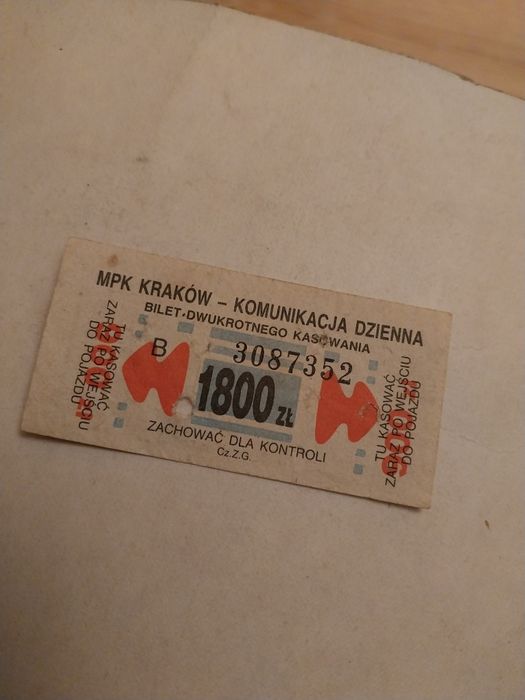 MPK KRAKÓW – KOMUNIKACJA DZIENNA
BILET DWUKROTNEGO KASOWANIA
B 3087352
1800 ZŁ
ZACHOWAĆ DLA KONTROLI
Cz.Z.G.
TU KASOWAĆ
ZARAZ PO WEJŚCIU
DO POJAZDU
TU KASOWAĆ
ZARAZ PO WEJŚCIU
DO POJAZDU